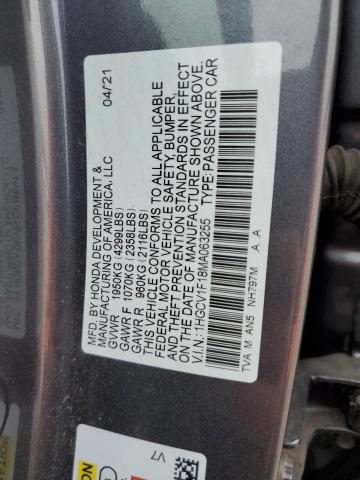 MFD. BY HONDA DEVELOPMENT & 04/21
MANUFACTURING OF AMERICA, LLC
GVWR 1950KG (4299LBS)
GAWR F 1070KG (2358LBS)
GAWR R 960KG (2116LBS)
THIS VEHICLE CONFORMS TO ALL APPLICABLE
FEDERAL MOTOR VEHICLE SAFETY, BUMPER,
AND THEFT PREVENTION STANDARDS IN EFFECT
ON THE DATE OF MANUFACTURE SHOWN ABOVE.
V.I.N.: 1HGCV1F18MA063255 TYPE: PASSENGER CAR
TVA M AN5 NH797M A A
V7